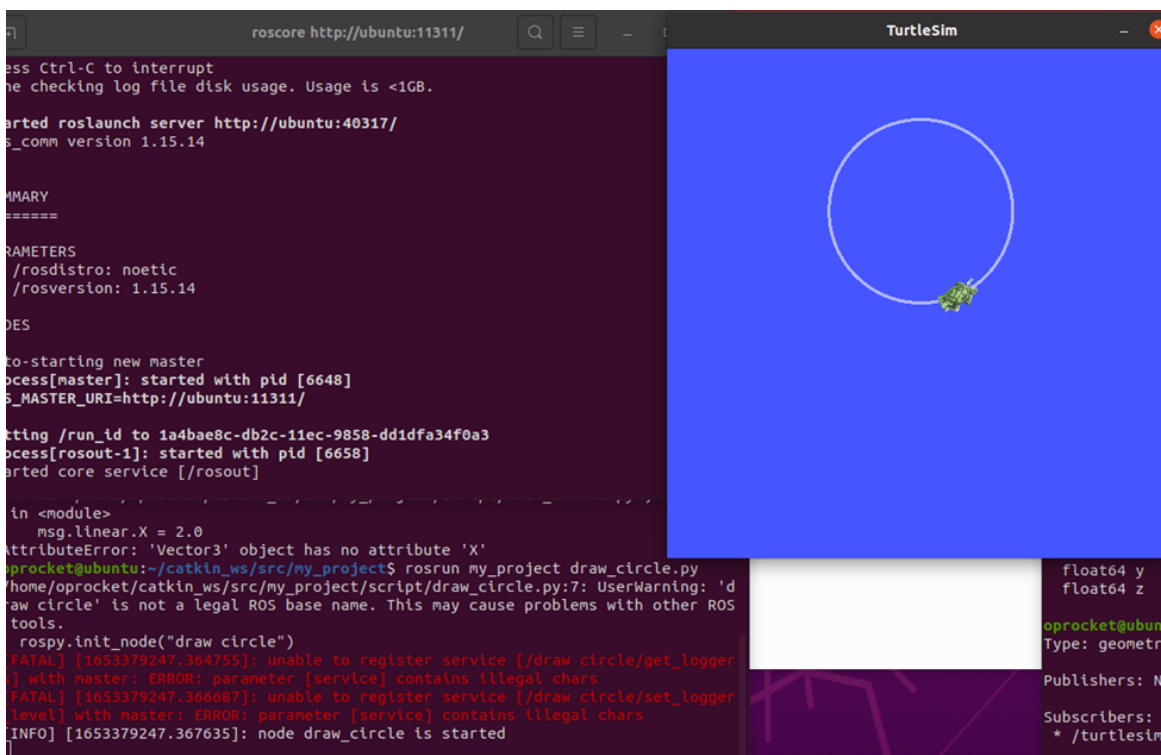 roscore http://ubuntu:11311/
TurtleSim
ess Ctrl-C to interrupt
ne checking log file disk usage. Usage is <1GB.
arted roslaunch server http://ubuntu:40317/
s_comm version 1.15.14
MMARY
======
RAMETERS
/rosdistro: noetic
/rosversion: 1.15.14
DES
to-starting new master
ocess[master]: started with pid [6648]
S_MASTER_URI=http://ubuntu:11311/
tting /run_id to 1a4bae8c-db2c-11ec-9858-dd1dfa34f0a3
ocess[rosout-1]: started with pid [6658]
arted core service [/rosout]
in <module>
msg.linear.X = 2.0
AttributeError: 'Vector3' object has no attribute 'X'
oprocket@ubuntu:~/catkin_ws/src/my_project$ rosrun my_project draw_circle.py
/home/oprocket/catkin_ws/src/my_project/script/draw_circle.py:7: UserWarning: 'd
raw circle' is not a legal ROS base name. This may cause problems with other ROS
tools.
rospy.init_node("draw circle")
[FATAL] [1653379247.364755]: unable to register service [/draw circle/get_logger
s] with master: ERROR: parameter [service] contains illegal chars
[FATAL] [1653379247.366687]: unable to register service [/draw circle/set_logger
_level] with master: ERROR: parameter [service] contains illegal chars
[INFO] [1653379247.367635]: node draw_circle is started
float64 y
float64 z
oprocket@ubun
Type: geometr
Publishers: N
Subscribers:
* /turtlesim